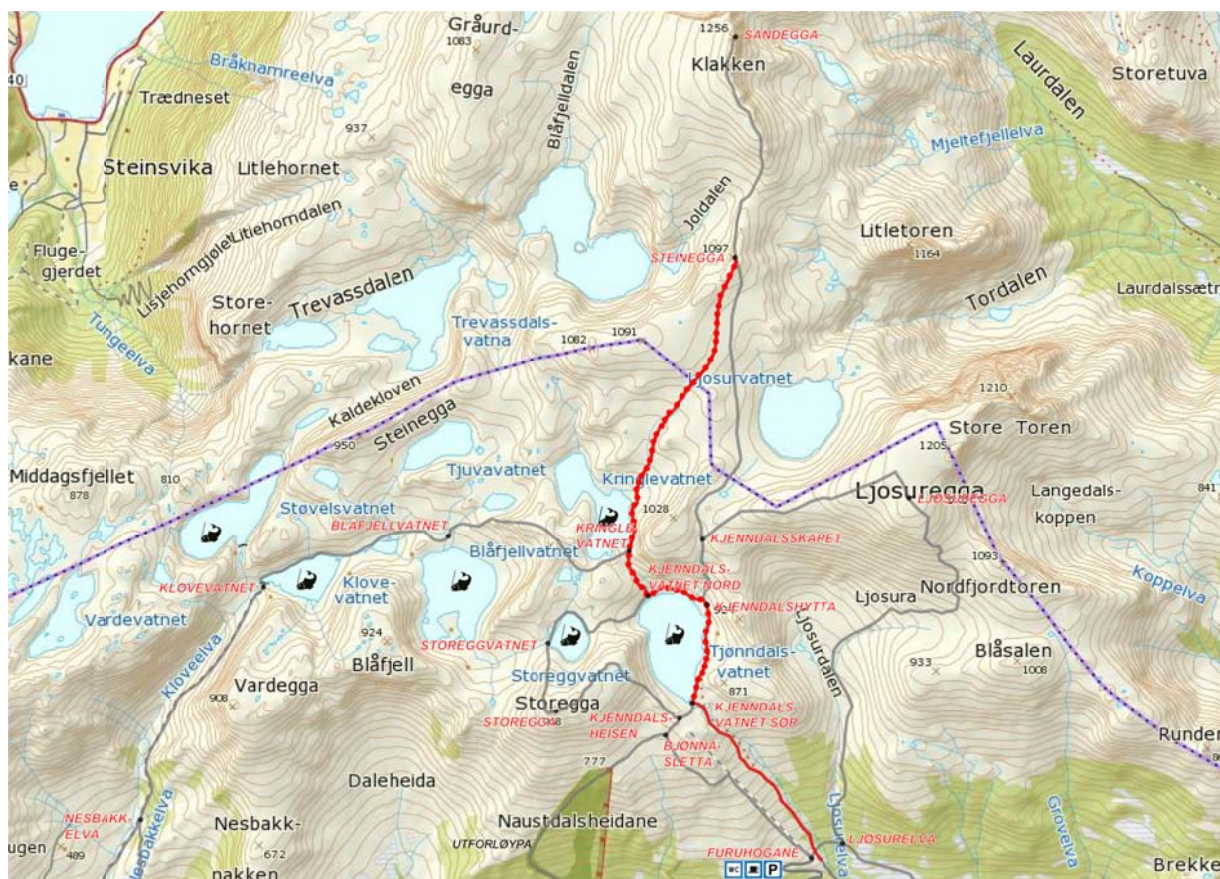 1256
SANDEGGA
Gråurd-
1083
egga
Klakken
Storetuva
Laurdalen
Bråknamreelva
40
Trædneset
Blåfjelldalen
937
Mjeltefjellelva
Steinsvika
Litlehornet
Joldalen
Litlehorndalen
Lisjehorngjølet
Litletoren
1164
1097
STEINEGGA
Fluge-
gjerdet
Store-
hornet
Trevassdalen
Tordalen
Laurdalssætr
Tungeelva
Trevassdals-
vatna
1082
1091
kane
Ljosurvatnet
1210
Kaldekloven
Steinegga
950
Store Toren
1205
Middagsfjellet
878
810
Tjuvavatnet
Kringlevatnet
Ljosuregga
LJOSUREGGA
Langedals-
koppen
841
Støvelsvatnet
BLÅFJELLVATNET
1028
KRINGLE-
VATNET
KJENNDALSSKARET
Blåfjellvatnet
1093
KJENNDALS-
VATNET NORD
Koppelva
KLOVEVATNET
Klove-
vatnet
Nordfjordtoren
Ljosura
KJENNDALSHYTTA
Vardevatnet
924
STOREGGVATNET
Ljosurdalen
Blåfjell
Tjønndals-
vatnet
Blåsalen
933
1008
Kloveelva
Vardegga
Storeggvatnet
871
908
Storegga
STOREGGA
KJENNDALS-
HEISEN
KJENNDALS-
VATNET SØR
BJØNNA-
SLETTA
Runder
777
Daleheida
NESBAKK-
ELVA
Nesbakk-
nakken
Naustdalsheidane
Nesbakkelva
ugen
489
672
UTFORLØYPA
Ljosurelva
LJOSURELVA
Grovelva
FURUHOGANE
WC
P
Brekke